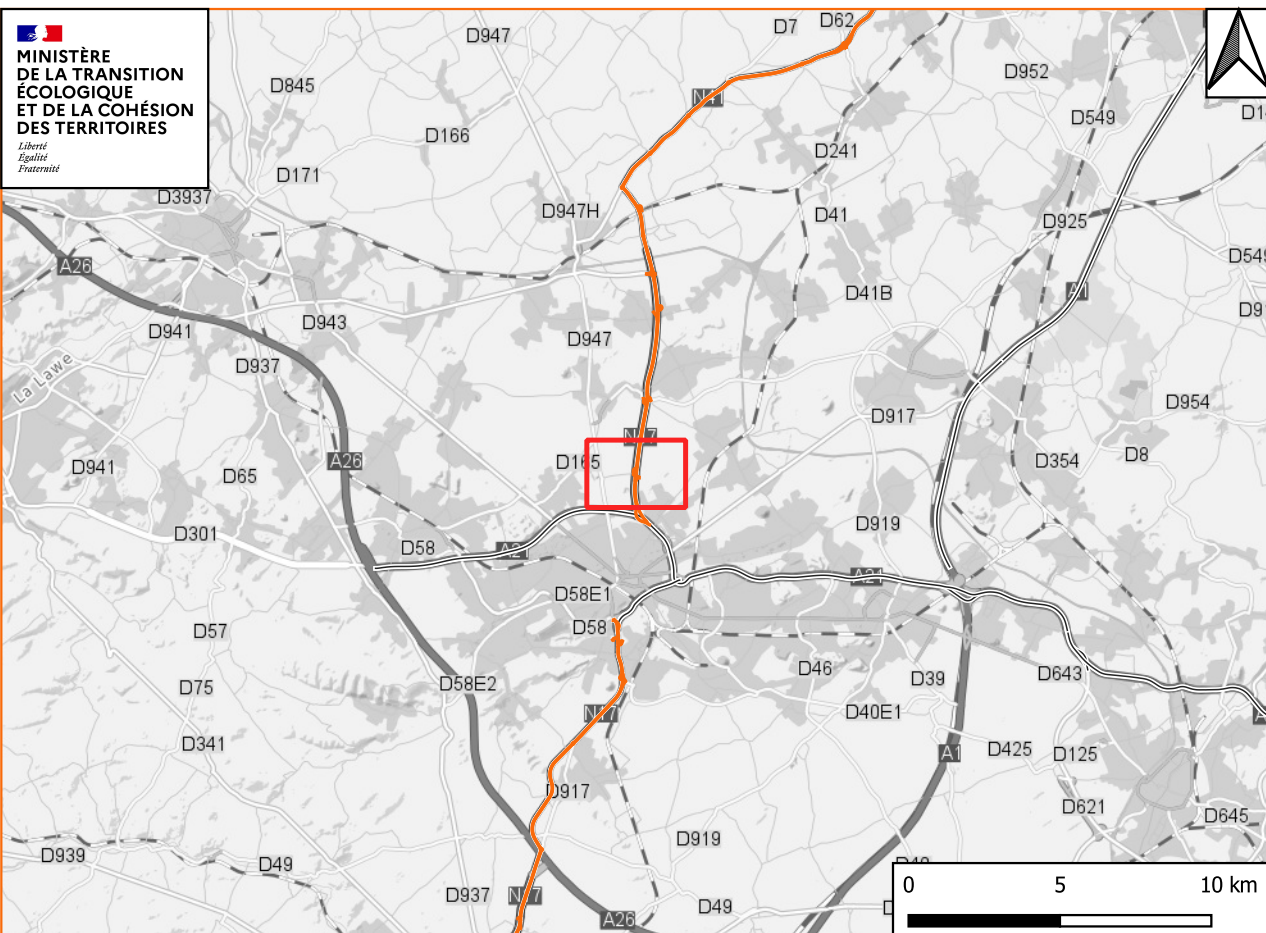 MINISTÈRE
DE LA TRANSITION
ÉCOLOGIQUE
ET DE LA COHÉSION
DES TERRITOIRES
Liberté
Égalité
Fraternité
D947
D7
D62
D845
D952
N41
D549
D166
D241
D171
D3937
D947H
D41
D925
A26
D549
D41B
A1
D941
D943
D947
D937
La Lawe
D954
D917
N47
D941
D65
A26
D165
D354
D8
D301
D58
A21
D919
D58E1
A21
D57
D58
D46
D643
D75
D58E2
D39
N17
D40E1
D341
A1
D425
D125
D917
D621
D645
D939
D49
D919
D937
N17
A26
D49
0
5
10 km